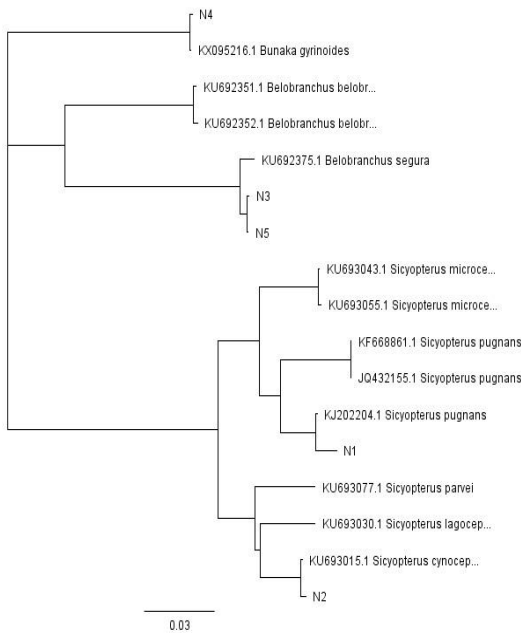 N4
KX095216.1 Bunaka gyrinoides
KU692351.1 Belobranchus belobr...
KU692352.1 Belobranchus belobr...
KU692375.1 Belobranchus segura
N3
N5
KU693043.1 Sicyopterus microce...
KU693055.1 Sicyopterus microce...
KF668861.1 Sicyopterus pugnans
JQ432155.1 Sicyopterus pugnans
KJ202204.1 Sicyopterus pugnans
N1
KU693077.1 Sicyopterus parvei
KU693030.1 Sicyopterus lagocep...
KU693015.1 Sicyopterus cynocep...
N2
0.03